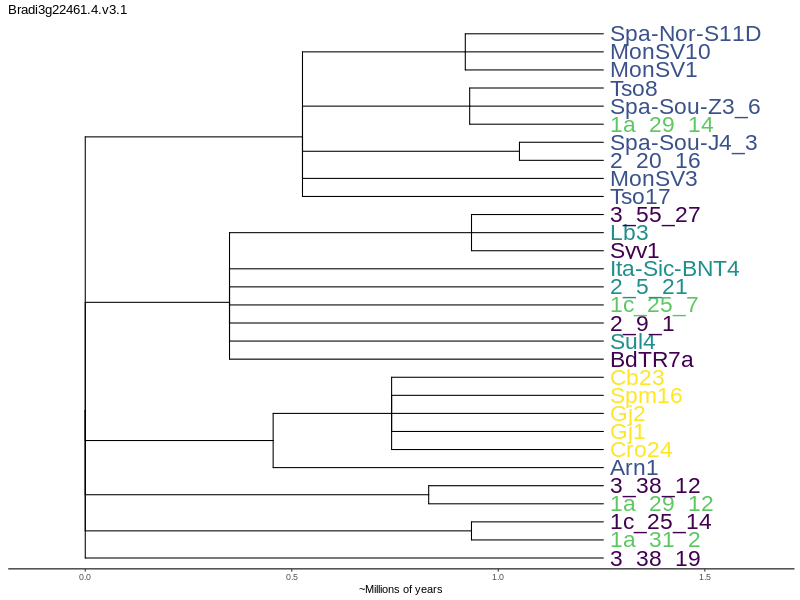 Bradi3g22461.4.v3.1
Spa-Nor-S11D
MonSV10
MonSV1
Tso8
Spa-Sou-Z3_6
1a_29_14
Spa-Sou-J4_3
2_20_16
MonSV3
Tso17
3_55_27
Lb3
Svv1
Ita-Sic-BNT4
2_5_21
1c_25_7
2_9_1
Sul4
BdTR7a
Cb23
Spm16
Gj2
Gj1
Cro24
Arn1
3_38_12
1a_29_12
1c_25_14
1a_31_2
3_38_19
0.0 0.5 1.0 1.5
~Millions of years